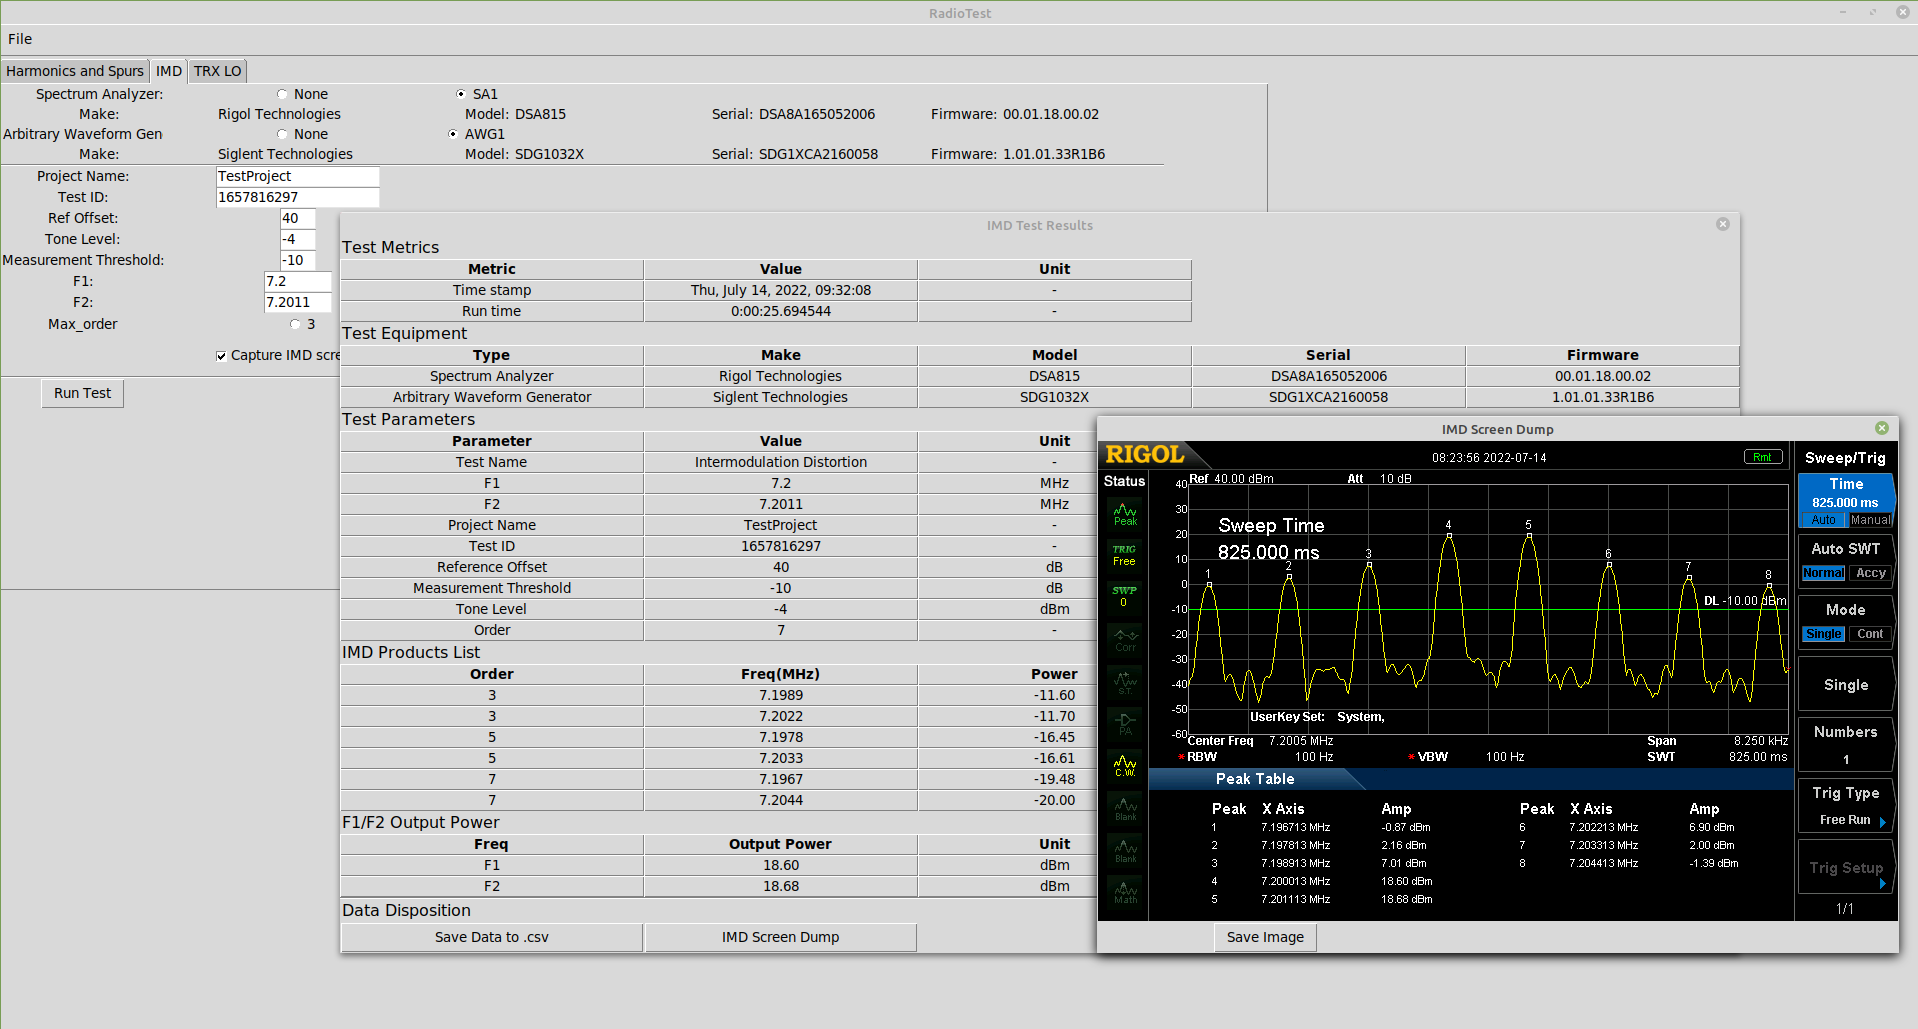 RadioTest
File
Harmonics and Spurs IMD TRX LO
Spectrum Analyzer: None SA1
Make: Rigol Technologies Model: DSA815 Serial: DSA8A165052006 Firmware: 00.01.18.00.02
Arbitrary Waveform Gen None AWG1
Make: Siglent Technologies Model: SDG1032X Serial: SDG1XCA2160058 Firmware: 1.01.01.33R1B6
Project Name: TestProject
Test ID: 1657816297
Ref Offset: 40
Tone Level: -4
Measurement Threshold: -10
F1: 7.2
F2: 7.2011
Max_order 3
Capture IMD scre
Run Test
IMD Test Results
Test Metrics
Metric Value Unit
Time stamp Thu, July 14, 2022, 09:32:08 -
Run time 0:00:25.694544 -
Test Equipment
Type Make Model Serial Firmware
Spectrum Analyzer Rigol Technologies DSA815 DSA8A165052006 00.01.18.00.02
Arbitrary Waveform Generator Siglent Technologies SDG1032X SDG1XCA2160058 1.01.01.33R1B6
Test Parameters
Parameter Value Unit
Test Name Intermodulation Distortion -
F1 7.2 MHz
F2 7.2011 MHz
Project Name TestProject -
Test ID 1657816297 -
Reference Offset 40 dB
Measurement Threshold -10 dB
Tone Level -4 dBm
Order 7 -
IMD Products List
Order Freq(MHz) Power
3 7.1989 -11.60
3 7.2022 -11.70
5 7.1978 -16.45
5 7.2033 -16.61
7 7.1967 -19.48
7 7.2044 -20.00
F1/F2 Output Power
Freq Output Power Unit
F1 18.60 dBm
F2 18.68 dBm
Data Disposition
Save Data to .csv IMD Screen Dump
IMD Screen Dump
RIGOL 08:23:56 2022-07-14 Rmt
Status
Ref 40.00 dBm Att 10 dB
Peak
TRIG
Free
SWP
0
Corr
S.T.
PA
C.W.
Blank
Blank
Math
40
30
20
10
0
-10
-20
-30
-40
-50
-60
Sweep Time
825.000 ms
1 2 3 4 5 6 7 8
DL -10.00 dBm
UserKey Set: System,
Center Freq 7.2005 MHz Span 8.250 kHz
*RBW 100 Hz *VBW 100 Hz SWT 825.00 ms
Peak Table
Peak X Axis Amp Peak X Axis Amp
1 7.196713 MHz -0.87 dBm 6 7.202213 MHz 6.90 dBm
2 7.197813 MHz 2.16 dBm 7 7.203313 MHz 2.00 dBm
3 7.198913 MHz 7.01 dBm 8 7.204413 MHz -1.39 dBm
4 7.200013 MHz 18.60 dBm
5 7.201113 MHz 18.68 dBm
Sweep/Trig
Time
825.000 ms
Auto Manual
Auto SWT
Normal Accy
Mode
Single Cont
Single
Numbers
1
Trig Type
Free Run
Trig Setup
1/1
Save Image